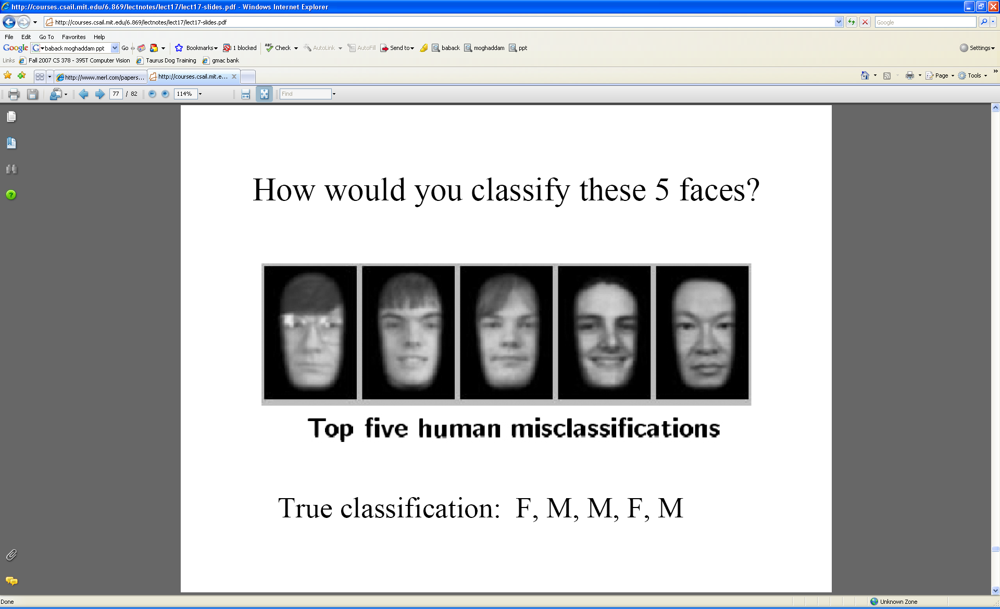 http://courses.csail.mit.edu/6.869/lectnotes/lect17/lect17-slides.pdf - Windows Internet Explorer
http://courses.csail.mit.edu/6.869/lectnotes/lect17/lect17-slides.pdf Google
File Edit Go To Favorites Help
Google G baback moghaddam ppt Go Bookmarks 1 blocked ABC Check AutoLink AutoFill Send to baback moghaddam ppt Settings
Links Fall 2007 CS 378 - 395T Computer Vision Taurus Dog Training gmac bank
http://www.merl.com/papers... http://courses.csail.mit.e... Page Tools
77 / 82 114% Find
How would you classify these 5 faces?
Top five human misclassifications
True classification: F, M, M, F, M
Done Unknown Zone